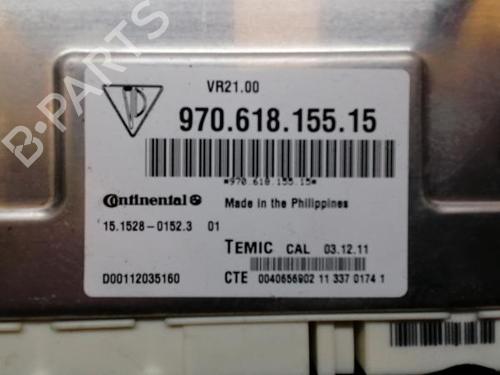 VR21.00
970.618.155.15
*970.618.155.15*
Continental
Made in the Philippines
15.1528-0152.3 01
TEMIC CAL 03.12.11
D00112035160
CTE 0040656902 11 337 0174 1
B-PARTS